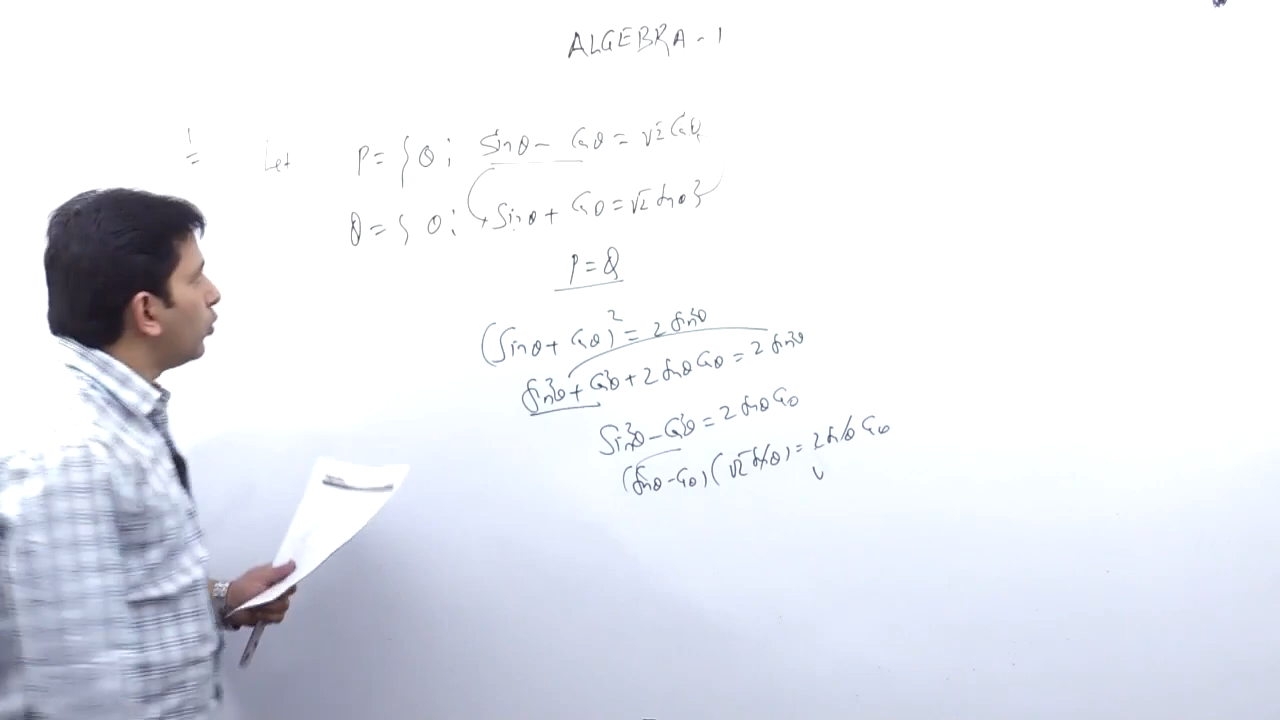 ALGEBRA - 1
1 Let P = { θ ; Sinθ - Cosθ = √2 Cosθ
Q = { θ ; Sinθ + Cosθ = √2 Sinθ }
P = Q
(Sinθ + Cosθ)² = 2 Sin²θ
Sin²θ + Cos²θ + 2 Sinθ Cosθ = 2 Sin²θ
Sin²θ - Cos²θ = 2 Sinθ Cosθ
(Sinθ - Cosθ) (√2 Sinθ) = 2 Sinθ Cosθ